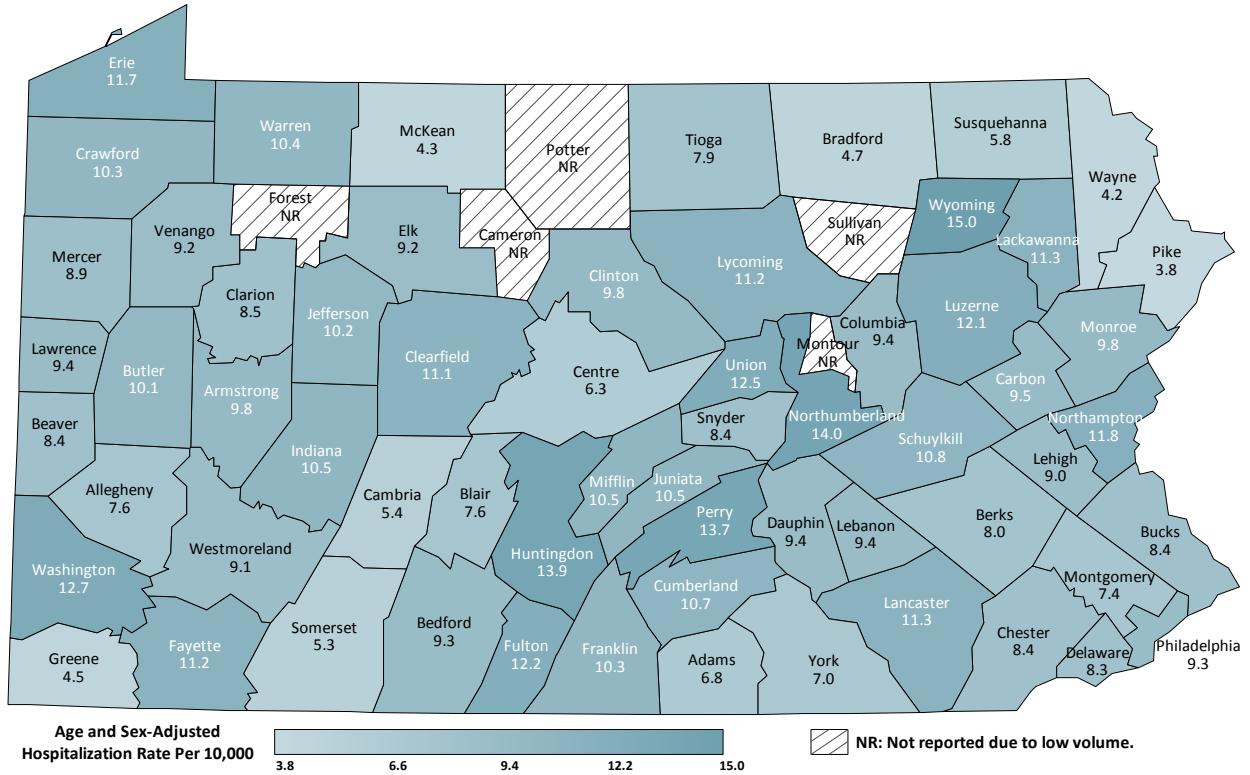 Erie
11.7
Warren
10.4
McKean
4.3
Potter
NR
Tioga
7.9
Bradford
4.7
Susquehanna
5.8
Wayne
4.2
Crawford
10.3
Forest
NR
Venango
9.2
Elk
9.2
Cameron
NR
Sullivan
NR
Wyoming
15.0
Lackawanna
11.3
Pike
3.8
Mercer
8.9
Clarion
8.5
Jefferson
10.2
Clinton
9.8
Lycoming
11.2
Columbia
9.4
Luzerne
12.1
Monroe
9.8
Lawrence
9.4
Butler
10.1
Armstrong
9.8
Clearfield
11.1
Centre
6.3
Union
12.5
Montour
NR
Carbon
9.5
Beaver
8.4
Indiana
10.5
Snyder
8.4
Northumberland
14.0
Schuylkill
10.8
Northampton
11.8
Lehigh
9.0
Allegheny
7.6
Cambria
5.4
Blair
7.6
Mifflin
10.5
Juniata
10.5
Perry
13.7
Dauphin
9.4
Lebanon
9.4
Berks
8.0
Bucks
8.4
Westmoreland
9.1
Huntingdon
13.9
Washington
12.7
Cumberland
10.7
Lancaster
11.3
Montgomery
7.4
Greene
4.5
Fayette
11.2
Somerset
5.3
Bedford
9.3
Fulton
12.2
Franklin
10.3
Adams
6.8
York
7.0
Chester
8.4
Delaware
8.3
Philadelphia
9.3
Age and Sex-Adjusted
Hospitalization Rate Per 10,000
3.8 6.6 9.4 12.2 15.0
NR: Not reported due to low volume.